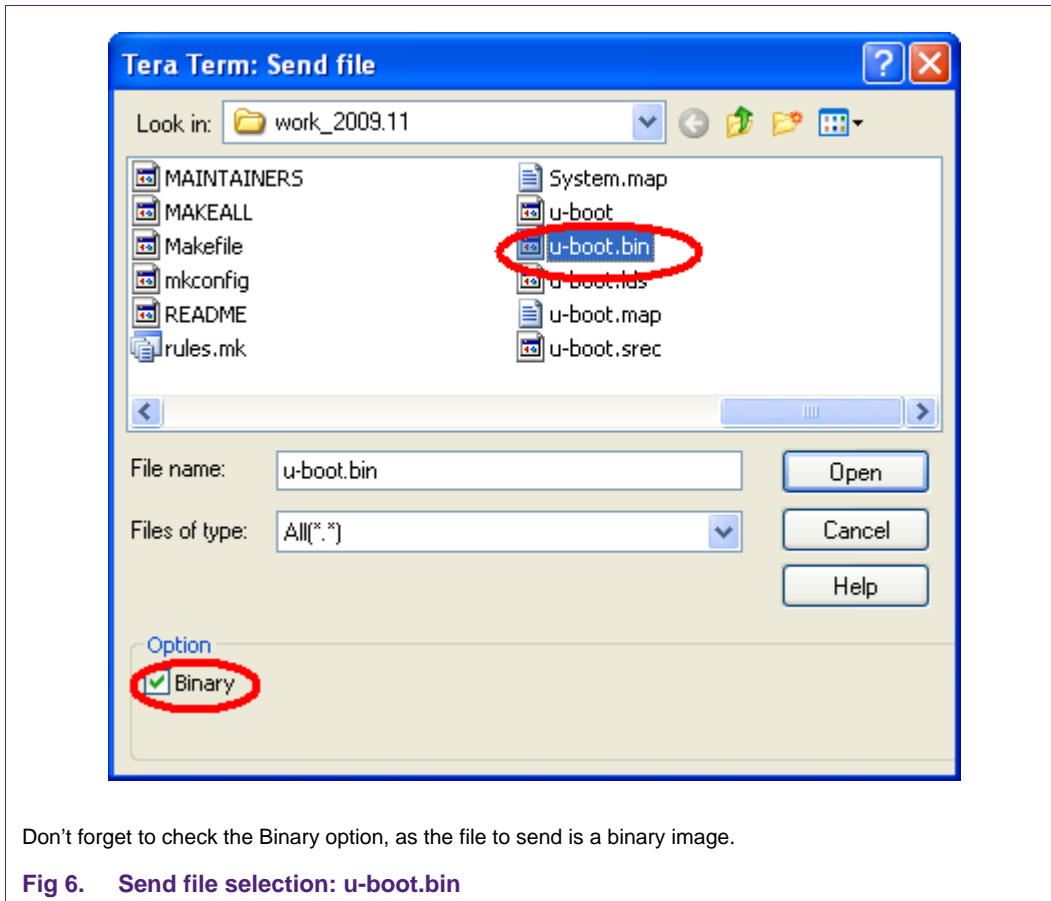 Tera Term: Send file
Look in: work_2009.11
MAINTAINERS
MAKEALL
Makefile
mkconfig
README
rules.mk
System.map
u-boot
u-boot.bin
u-boot.lds
u-boot.map
u-boot.srec
File name: u-boot.bin
Open
Files of type: All(*.*)
Cancel
Help
Option
Binary
Don’t forget to check the Binary option, as the file to send is a binary image.
Fig 6. Send file selection: u-boot.bin